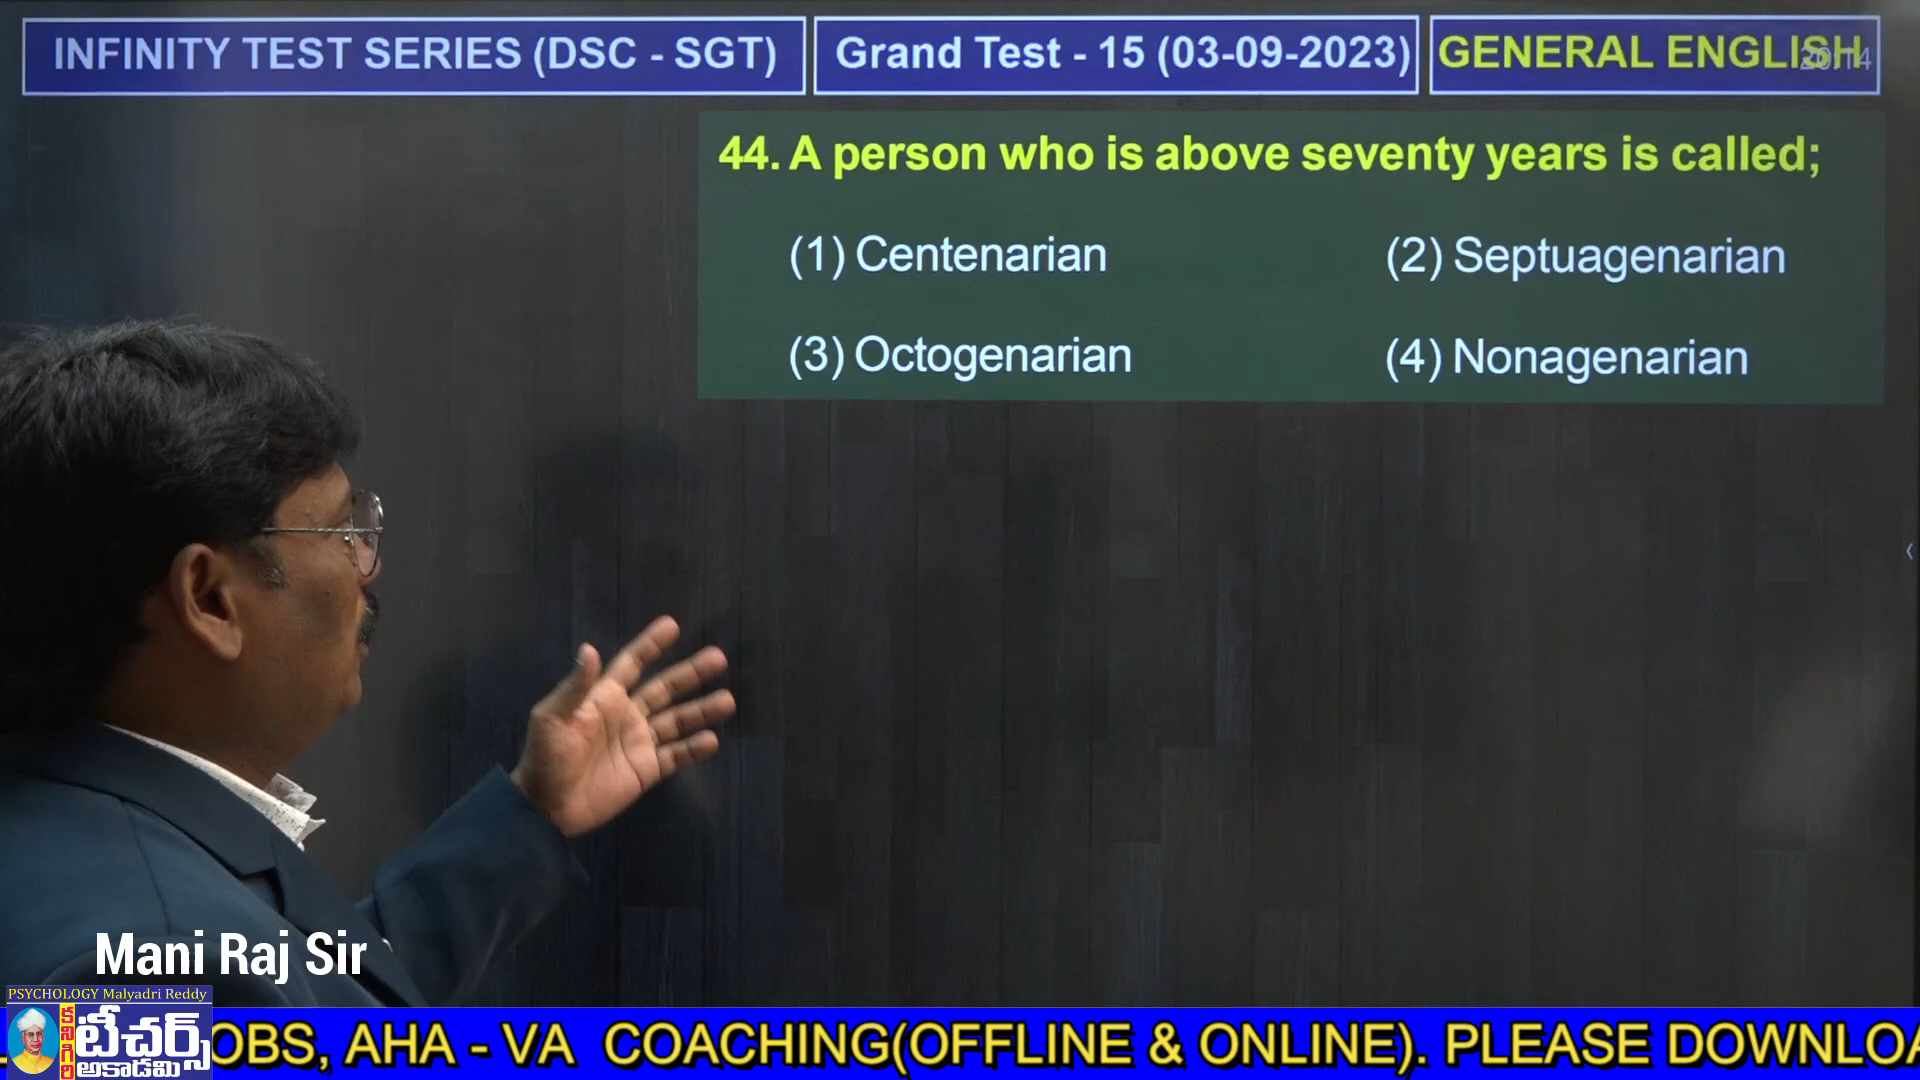 INFINITY TEST SERIES (DSC - SGT)
Grand Test - 15 (03-09-2023)
GENERAL ENGLISH
44. A person who is above seventy years is called;
(1) Centenarian
(2) Septuagenarian
(3) Octogenarian
(4) Nonagenarian
Mani Raj Sir
PSYCHOLOGY Malyadri Reddy
కనిగిరి
టీచర్స్
అకాడమి
OBS, AHA - VA COACHING(OFFLINE & ONLINE). PLEASE DOWNLOA